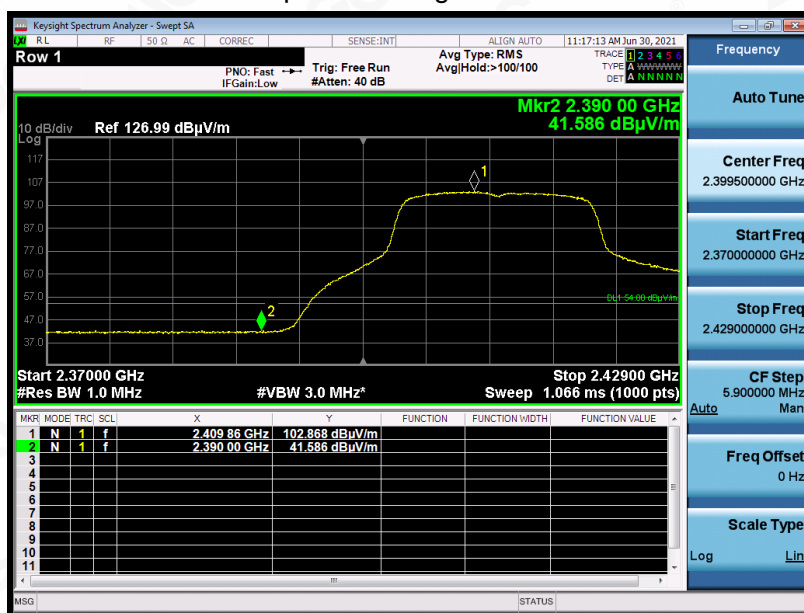 Keysight Spectrum Analyzer - Swept SA
LXI RL RF 50 Ω AC CORREC SENSE:INT ALIGN AUTO 11:17:13 AM Jun 30, 2021
Row 1
PNO: Fast
IFGain:Low
Trig: Free Run
#Atten: 40 dB
Avg Type: RMS
Avg|Hold:>100/100
TRACE 1 2 3 4 5 6
TYPE A WWWWW
DET A N N N N N
Frequency
Mkr2 2.390 00 GHz
41.586 dBµV/m
10 dB/div Ref 126.99 dBµV/m
Log
117
107
97.0
87.0
77.0
67.0
57.0
47.0
37.0
1
2
DL1 54.00 dBµV/m
Start 2.37000 GHz
Stop 2.42900 GHz
#Res BW 1.0 MHz
#VBW 3.0 MHz*
Sweep 1.066 ms (1000 pts)
MKR MODE TRC SCL X Y FUNCTION FUNCTION WIDTH FUNCTION VALUE
1 N 1 f 2.409 86 GHz 102.868 dBµV/m
2 N 1 f 2.390 00 GHz 41.586 dBµV/m
3
4
5
6
7
8
9
10
11
MSG
STATUS
Auto Tune
Center Freq
2.399500000 GHz
Start Freq
2.370000000 GHz
Stop Freq
2.429000000 GHz
CF Step
5.900000 MHz
Auto Man
Freq Offset
0 Hz
Scale Type
Log Lin